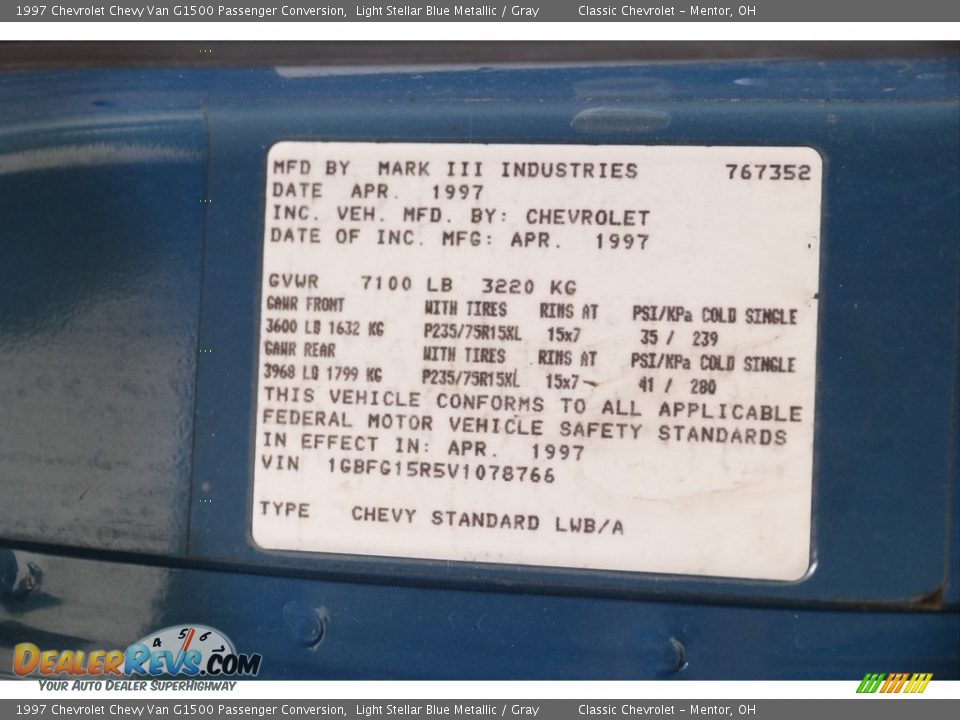 1997 Chevrolet Chevy Van G1500 Passenger Conversion,  Light Stellar Blue Metallic / Gray  Classic Chevrolet – Mentor, OH
MFD BY MARK III INDUSTRIES 767352
DATE APR. 1997
INC. VEH. MFD. BY: CHEVROLET
DATE OF INC. MFG: APR. 1997
GVWR 7100 LB 3220 KG
GAWR FRONT WITH TIRES RIMS AT PSI/KPa COLD SINGLE
3600 LB 1632 KG P235/75R15XL 15x7 35 / 239
GAWR REAR WITH TIRES RIMS AT PSI/KPa COLD SINGLE
3968 LB 1799 KG P235/75R15XL 15x7 41 / 280
THIS VEHICLE CONFORMS TO ALL APPLICABLE
FEDERAL MOTOR VEHICLE SAFETY STANDARDS
IN EFFECT IN: APR. 1997
VIN 1GBFG15R5V1078766
TYPE CHEVY STANDARD LWB/A
4 5 6
DEALERREVS.COM
YOUR AUTO DEALER SUPERHIGHWAY
1997 Chevrolet Chevy Van G1500 Passenger Conversion,  Light Stellar Blue Metallic / Gray  Classic Chevrolet – Mentor, OH